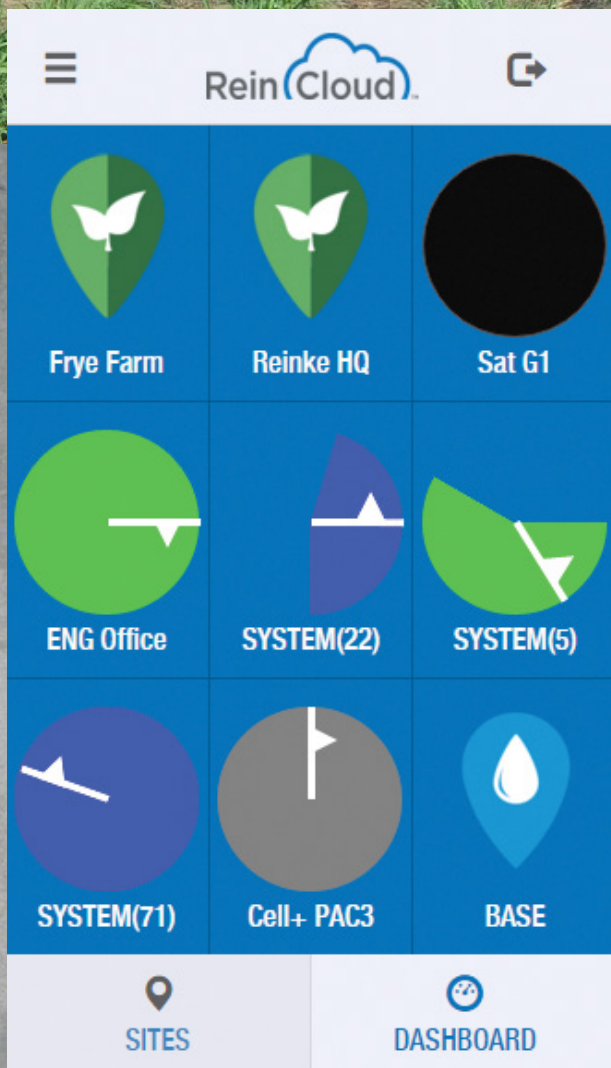 ReinCloud™
Frye Farm
Reinke HQ
Sat G1
ENG Office
SYSTEM(22)
SYSTEM(5)
SYSTEM(71)
Cell+ PAC3
BASE
SITES
DASHBOARD